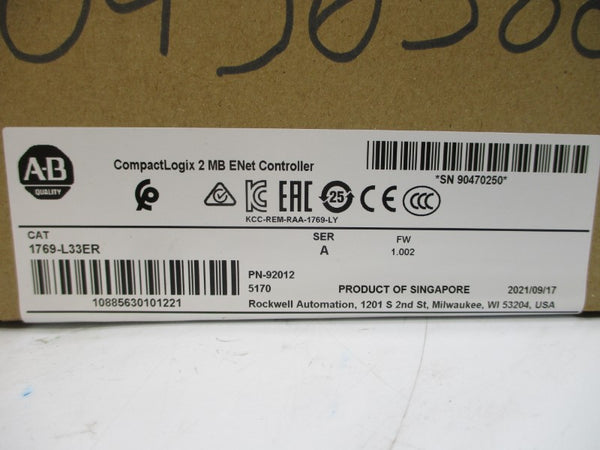 A-B
QUALITY
CompactLogix 2 MB ENet Controller
*SN 90470250*
25
KCC-REM-RAA-1769-LY
CAT
1769-L33ER
SER
A
FW
1.002
10885630101221
PN-92012
5170
PRODUCT OF SINGAPORE
2021/09/17
Rockwell Automation, 1201 S 2nd St, Milwaukee, WI 53204, USA